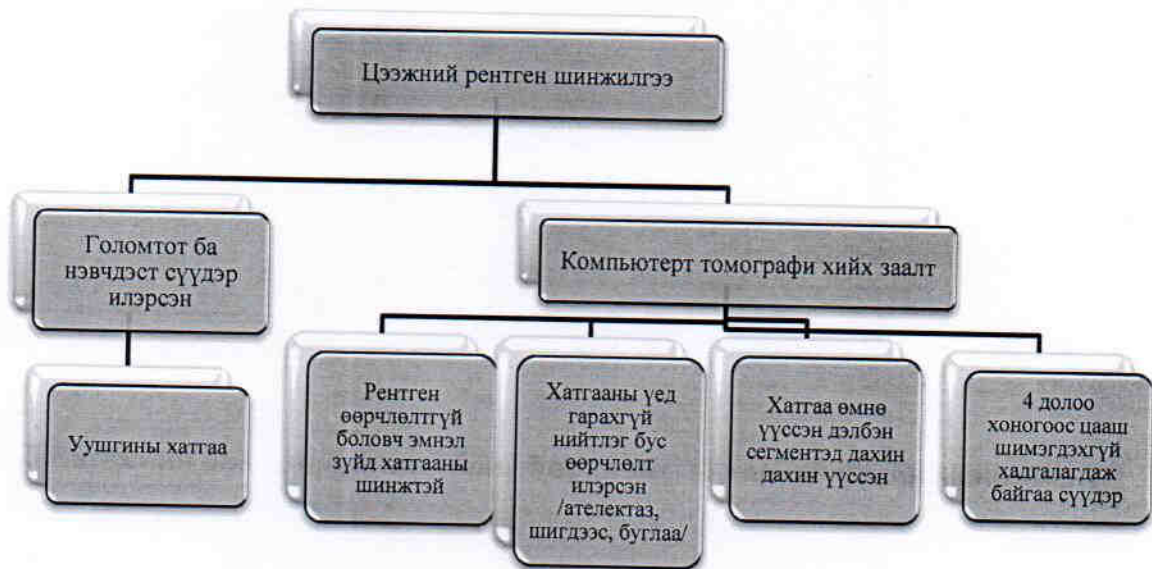 Цээжний рентген шинжилгээ
Голомтот ба
нэвчдэст сүүдэр
илэрсэн
Компьютерт томографи хийх заалт
Уушгины хатгаа
Рентген
өөрчлөлтгүй
боловч эмнэл
зүйд хатгааны
шинжтэй
Хатгааны үед
гарахгүй
нийтлэг бус
өөрчлөлт
илэрсэн
/ателектаз,
шигдээс, буглаа/
Хатгаа өмнө
үүссэн дэлбэн
сегментэд дахин
дахин үүссэн
4 долоо
хоногоос цааш
шимэгдэхгүй
хадгалагдаж
байгаа сүүдэр